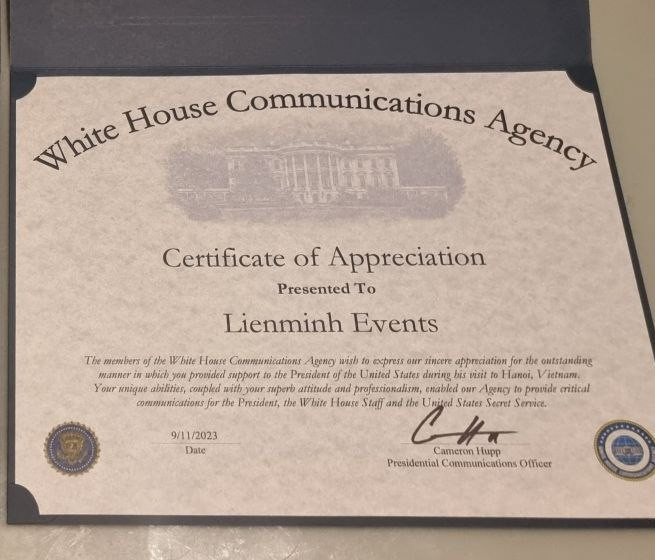 White House Communications Agency
Certificate of Appreciation
Presented To
Lienminh Events
The members of the White House Communications Agency wish to express our sincere appreciation for the outstanding
manner in which you provided support to the President of the United States during his visit to Hanoi, Vietnam.
Your unique abilities, coupled with your superb attitude and professionalism, enabled our Agency to provide critical
communications for the President, the White House Staff and the United States Secret Service.
9/11/2023
Date
Cameron Hupp
Presidential Communications Officer